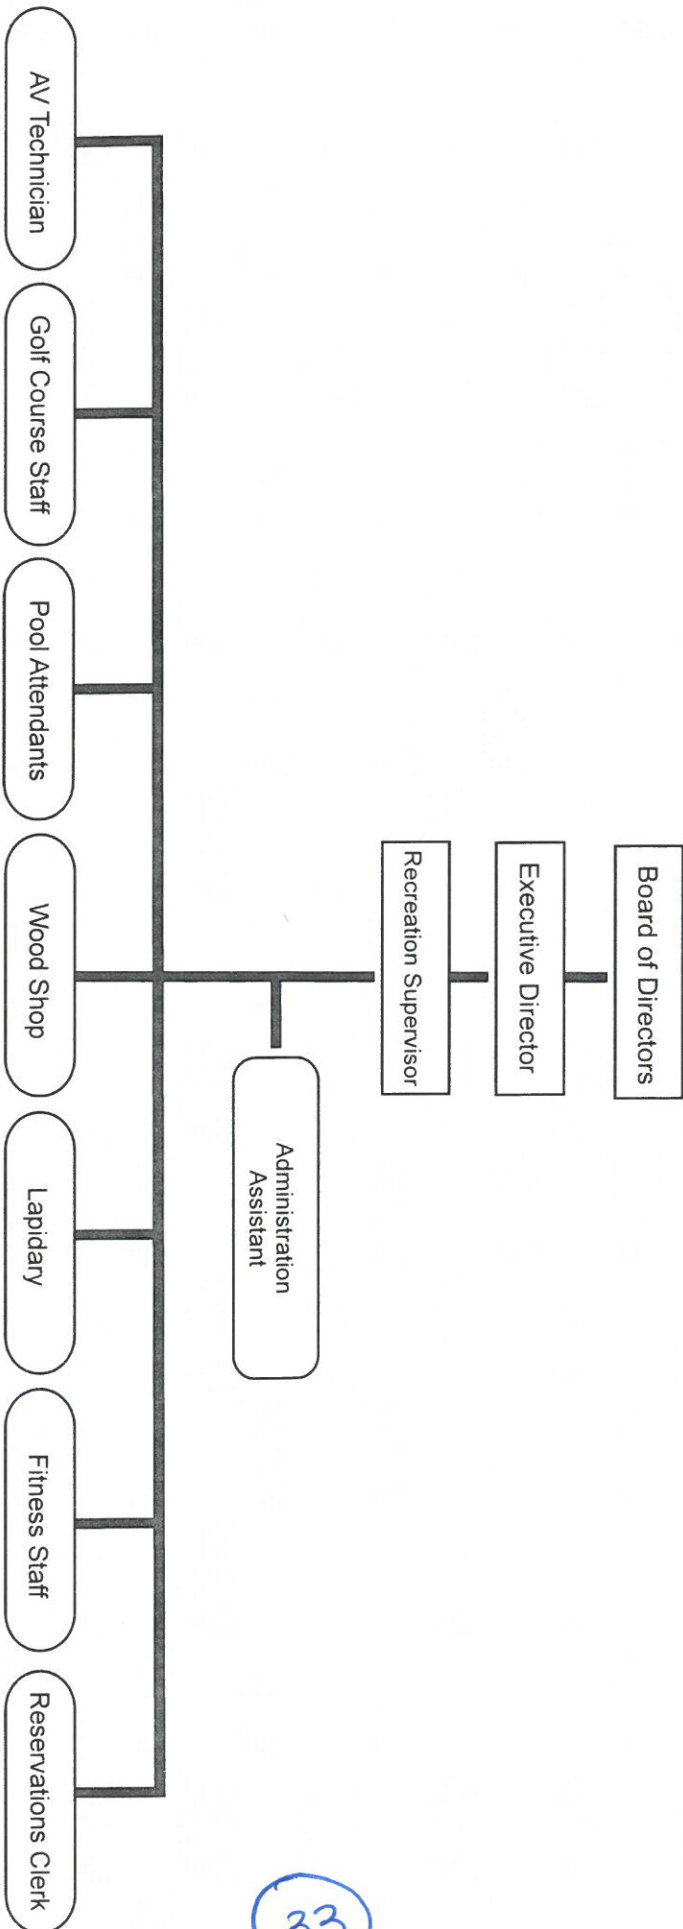 Board of Directors
Executive Director
Recreation Supervisor
Administration
Assistant
AV Technician
Golf Course Staff
Pool Attendants
Wood Shop
Lapidary
Fitness Staff
Reservations Clerk
33